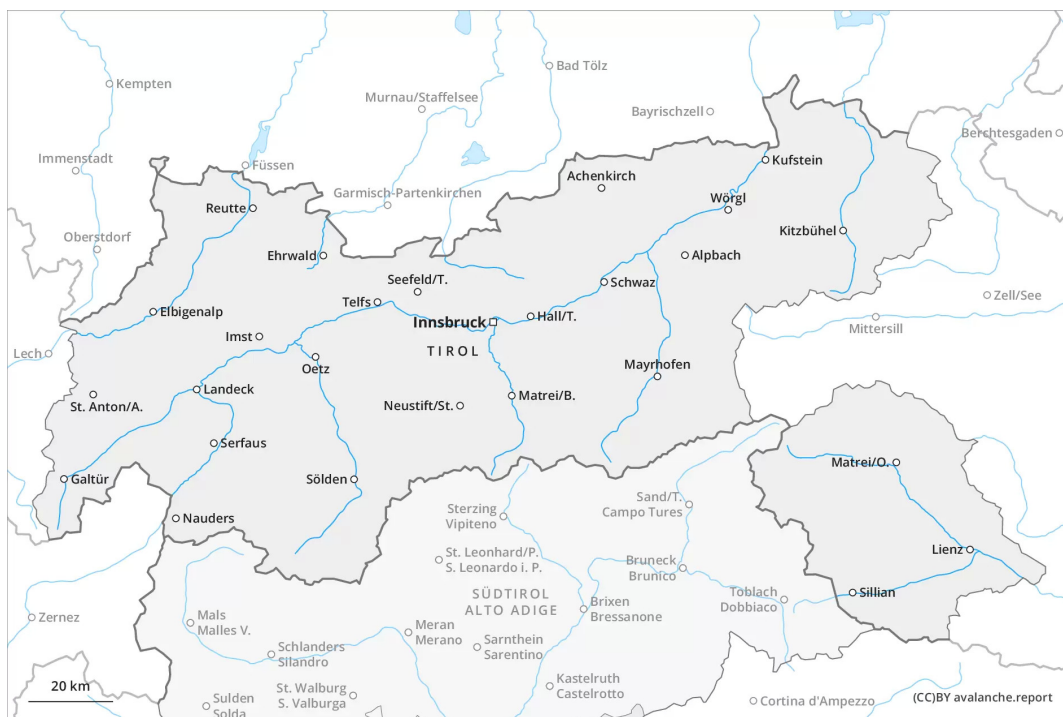 Kempten
Bad Tölz
Murnau/Staffelsee
Bayrischzell
Berchtesgaden
Immenstadt
Füssen
Kufstein
Achenkirch
Garmisch-Partenkirchen
Reutte
Wörgl
Oberstdorf
Kitzbühel
Ehrwald
Alpbach
Seefeld/T.
Schwaz
Zell/See
Telfs
Elbigenalp
Hall/T.
Innsbruck
Mittersill
Imst
TIROL
Lech
Oetz
Mayrhofen
Landeck
St. Anton/A.
Neustift/St.
Matrei/B.
Serfaus
Matrei/O.
Galtür
Sölden
Sand/T.
Campo Tures
Nauders
Sterzing
Vipiteno
Lienz
St. Leonhard/P.
S. Leonardo i. P.
Bruneck
Brunico
Sillian
SÜDTIROL
ALTO ADIGE
Toblach
Dobbiaco
Brixen
Bressanone
Zernez
Mals
Malles V.
Meran
Merano
Sarnthein
Sarentino
Schlanders
Silandro
Kastelruth
Castelrotto
20 km
St. Walburg
S. Valburga
Sulden
Solda
Cortina d'Ampezzo
(CC)BY avalanche.report